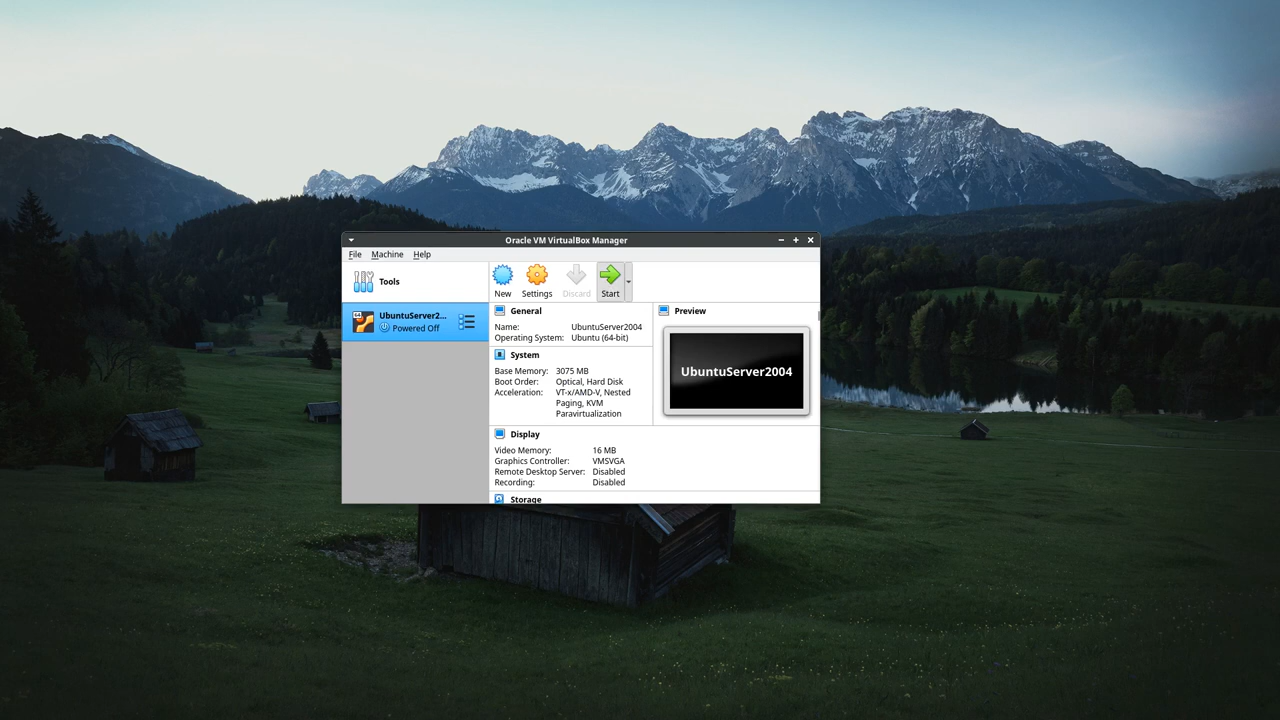 Oracle VM VirtualBox Manager
File Machine Help
Tools
New Settings Discard Start
UbuntuServer2...
Powered Off
General
Name: UbuntuServer2004
Operating System: Ubuntu (64-bit)
System
Base Memory: 3075 MB
Boot Order: Optical, Hard Disk
Acceleration: VT-x/AMD-V, Nested
Paging, KVM
Paravirtualization
Preview
UbuntuServer2004
Display
Video Memory: 16 MB
Graphics Controller: VMSVGA
Remote Desktop Server: Disabled
Recording: Disabled
Storage